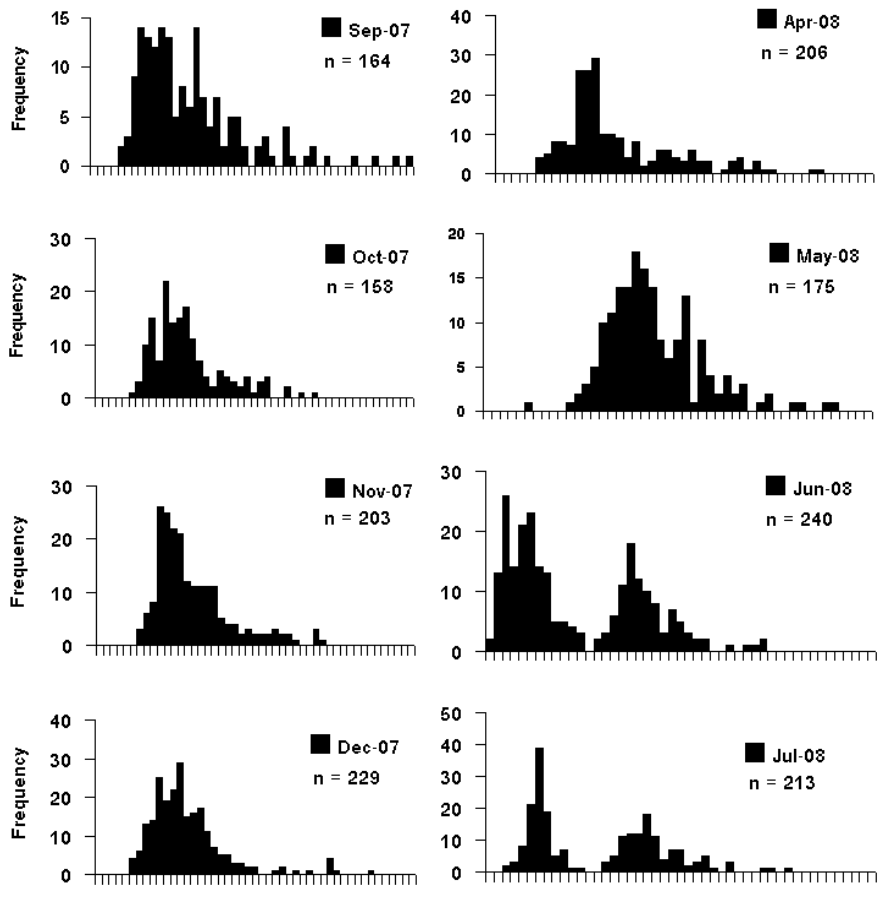 15
10
5
0
Frequency
Sep-07
n = 164
40
30
20
10
0
Apr-08
n = 206
30
20
10
0
Frequency
Oct-07
n = 158
20
15
10
5
0
May-08
n = 175
30
20
10
0
Frequency
Nov-07
n = 203
30
20
10
0
Jun-08
n = 240
40
30
20
10
0
Frequency
Dec-07
n = 229
50
40
30
20
10
0
Jul-08
n = 213